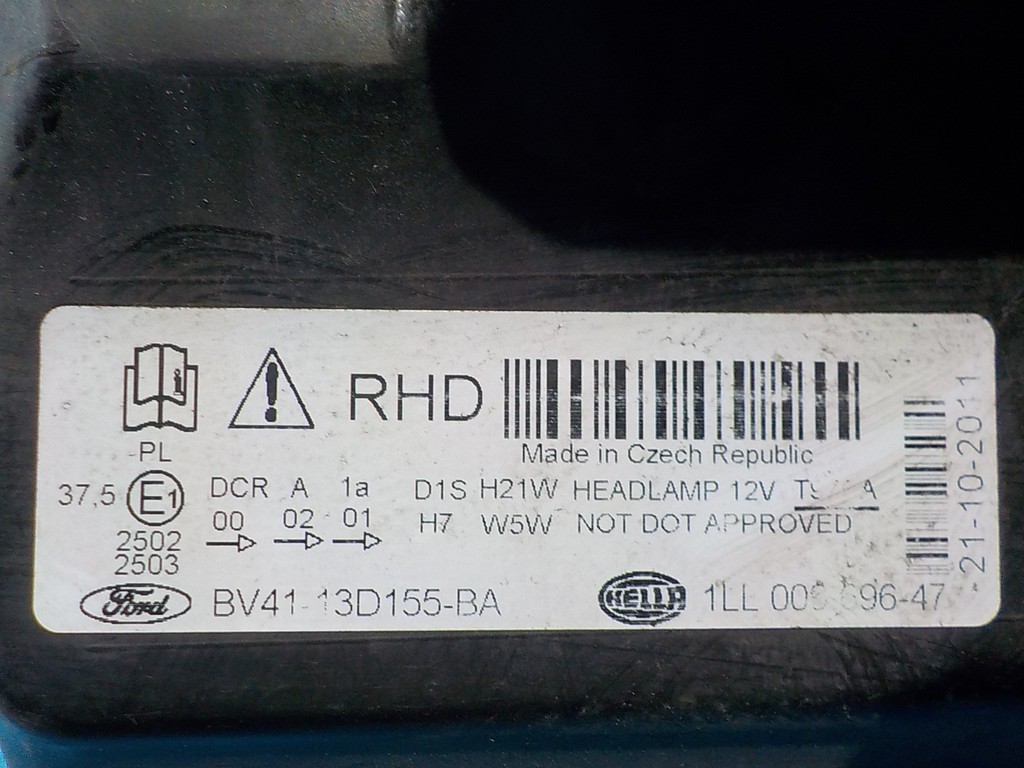 RHD
Made in Czech Republic
PL
37,5 E1 DCR A 1a D1S H21W HEADLAMP 12V
00 02 01 H7 W5W NOT DOT APPROVED
2502
2503
Ford BV41-13D155-BA HELLA 1LL
21-10-2011